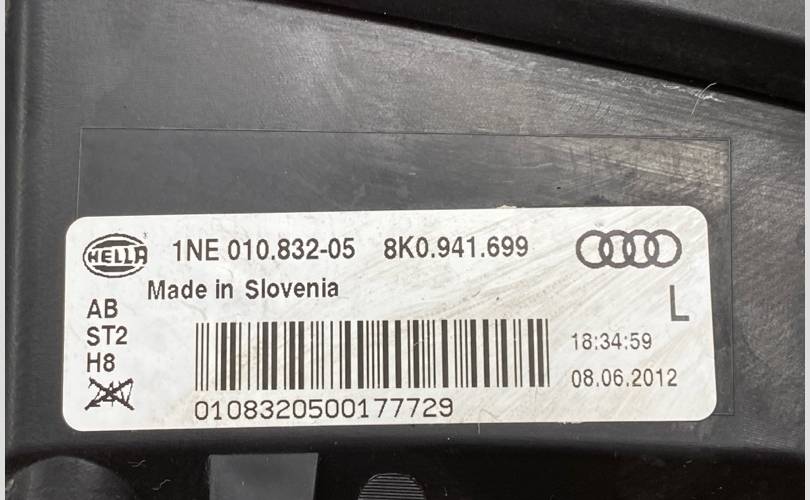 HELLA 1NE 010.832-05 8K0.941.699
Made in Slovenia
L
AB
ST2
H8
18:34:59
08.06.2012
0108320500177729